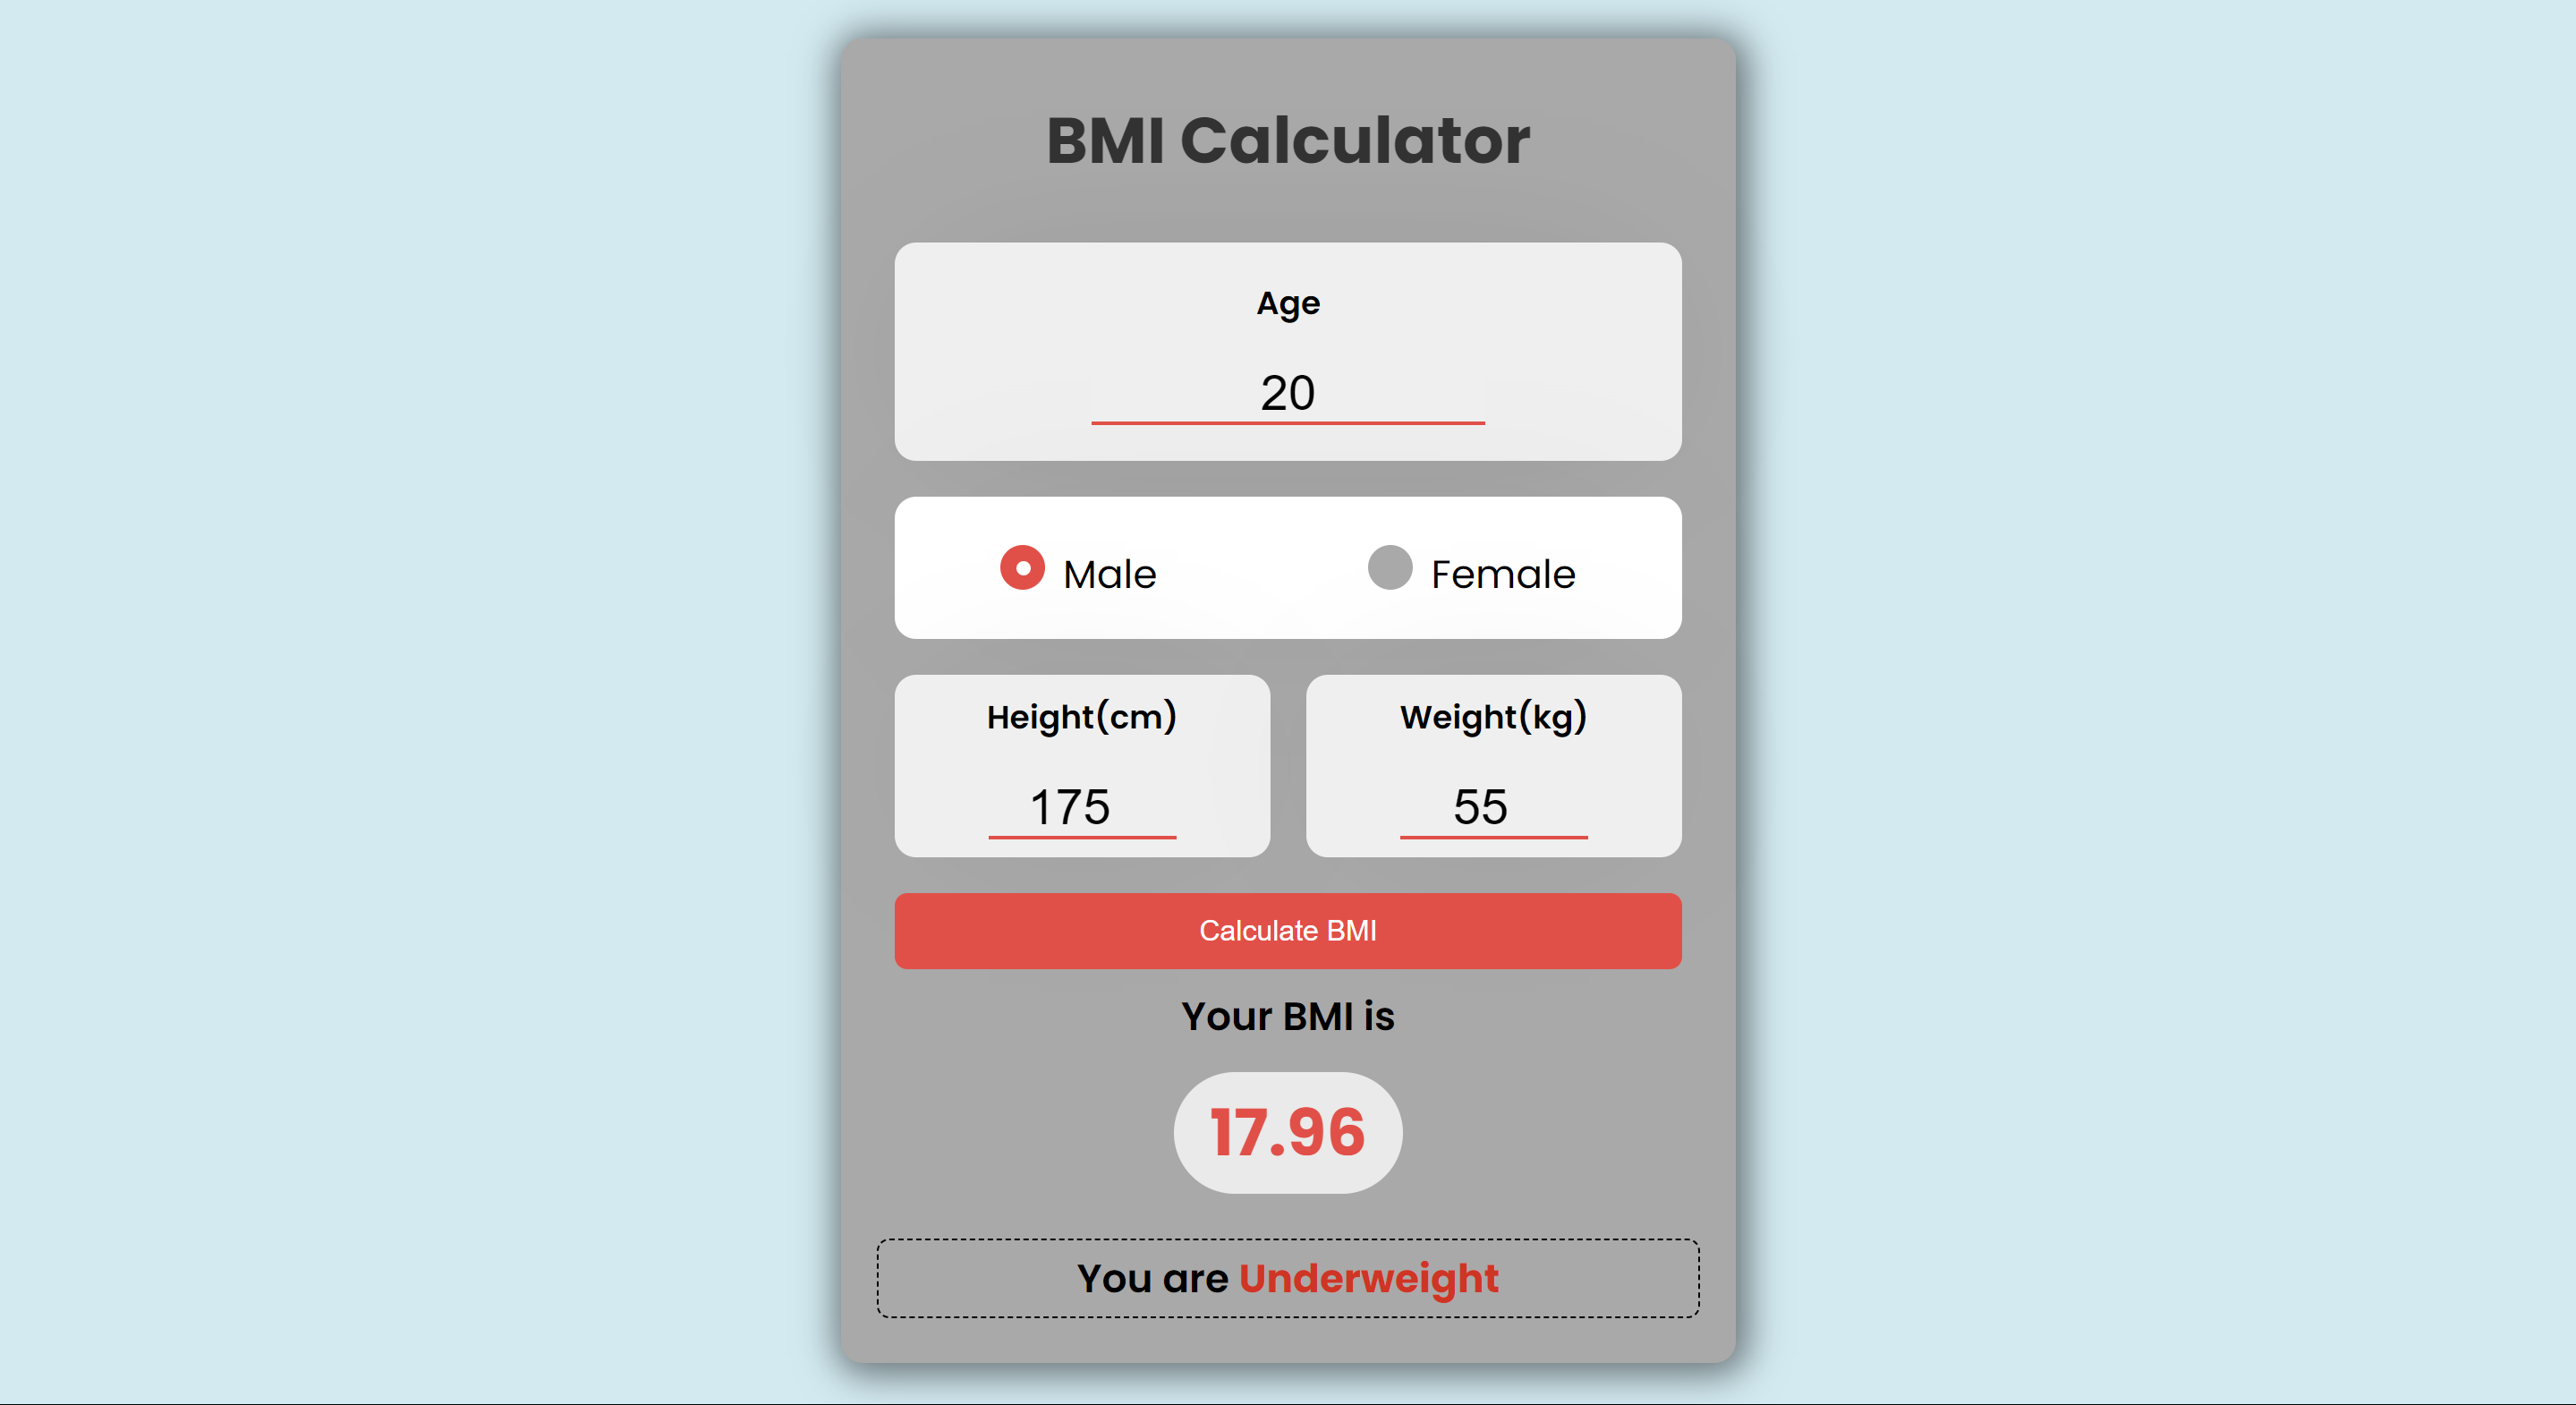 BMI Calculator
Age
20
Male Female
Height(cm) Weight(kg)
175 55
Calculate BMI
Your BMI is
17.96
You are Underweight